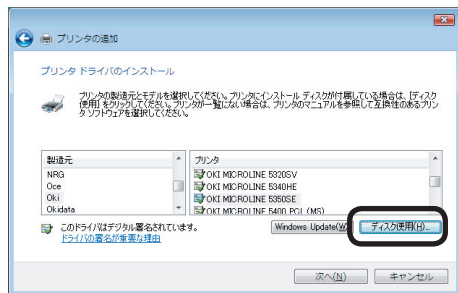 プリンタの追加
プリンタ ドライバのインストール
プリンタの製造元とモデルを選択してください。プリンタにインストール ディスクが付属している場合は、[ディスク
使用] をクリックしてください。プリンタが一覧にない場合は、プリンタのマニュアルを参照して互換性のあるプリン
タ ソフトウェアを選択してください。
製造元
NRG
Oce
Oki
Okidata
プリンタ
OKI MICROLINE 5320SV
OKI MICROLINE 5340HE
OKI MICROLINE 5350SE
OKI MICROLINE 5400 PCL (MS)
このドライバはデジタル署名されています。
ドライバの署名が重要な理由
Windows Update(W)
ディスク使用(H)...
次へ(N)
キャンセル